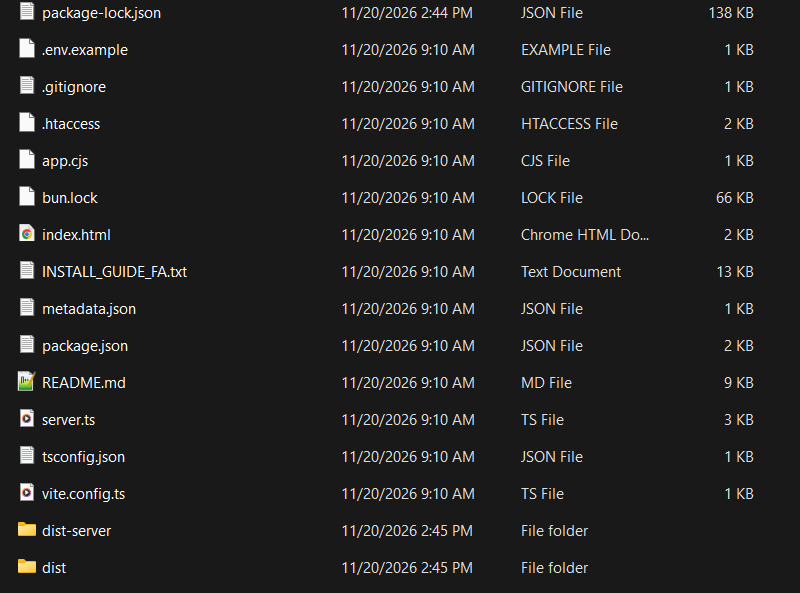 package-lock.json 11/20/2026 2:44 PM JSON File 138 KB
.env.example 11/20/2026 9:10 AM EXAMPLE File 1 KB
.gitignore 11/20/2026 9:10 AM GITIGNORE File 1 KB
.htaccess 11/20/2026 9:10 AM HTACCESS File 2 KB
app.cjs 11/20/2026 9:10 AM CJS File 1 KB
bun.lock 11/20/2026 9:10 AM LOCK File 66 KB
index.html 11/20/2026 9:10 AM Chrome HTML Do... 2 KB
INSTALL_GUIDE_FA.txt 11/20/2026 9:10 AM Text Document 13 KB
metadata.json 11/20/2026 9:10 AM JSON File 1 KB
package.json 11/20/2026 9:10 AM JSON File 2 KB
README.md 11/20/2026 9:10 AM MD File 9 KB
server.ts 11/20/2026 9:10 AM TS File 3 KB
tsconfig.json 11/20/2026 9:10 AM JSON File 1 KB
vite.config.ts 11/20/2026 9:10 AM TS File 1 KB
dist-server 11/20/2026 2:45 PM File folder
dist 11/20/2026 2:45 PM File folder